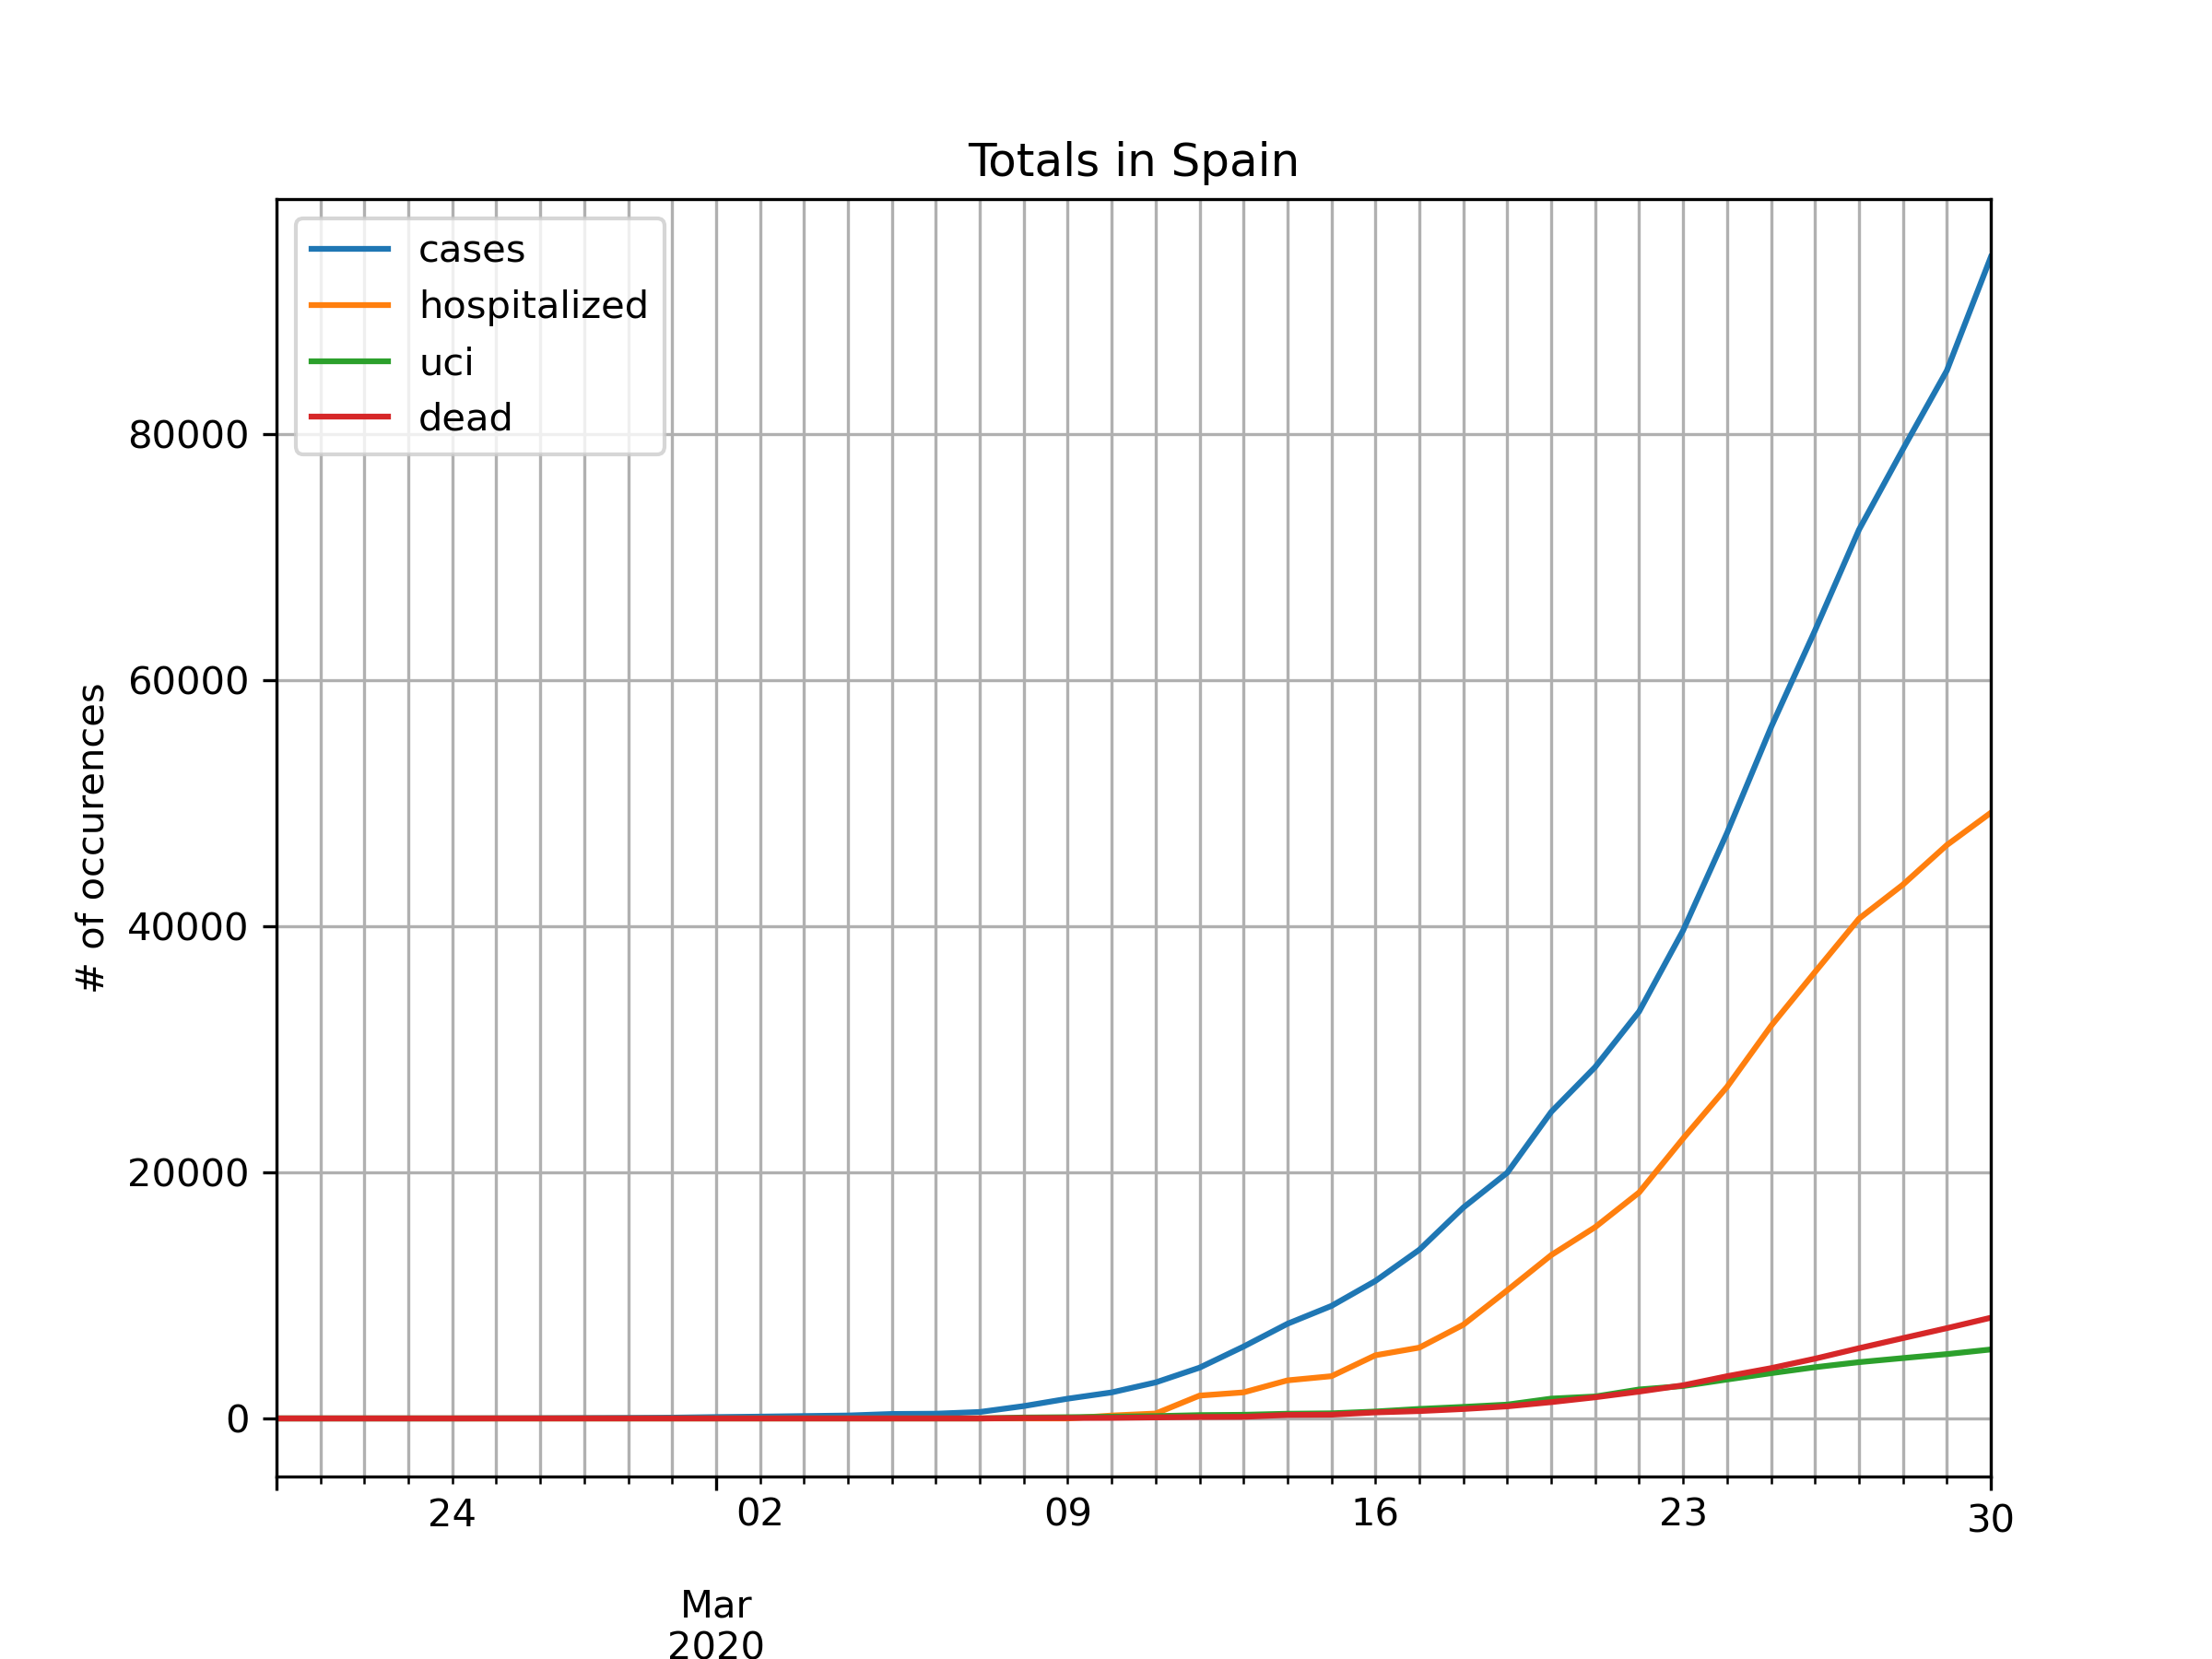 Totals in Spain
cases
hospitalized
uci
dead
# of occurences
80000
60000
40000
20000
0
24
02
09
16
23
30
Mar
2020